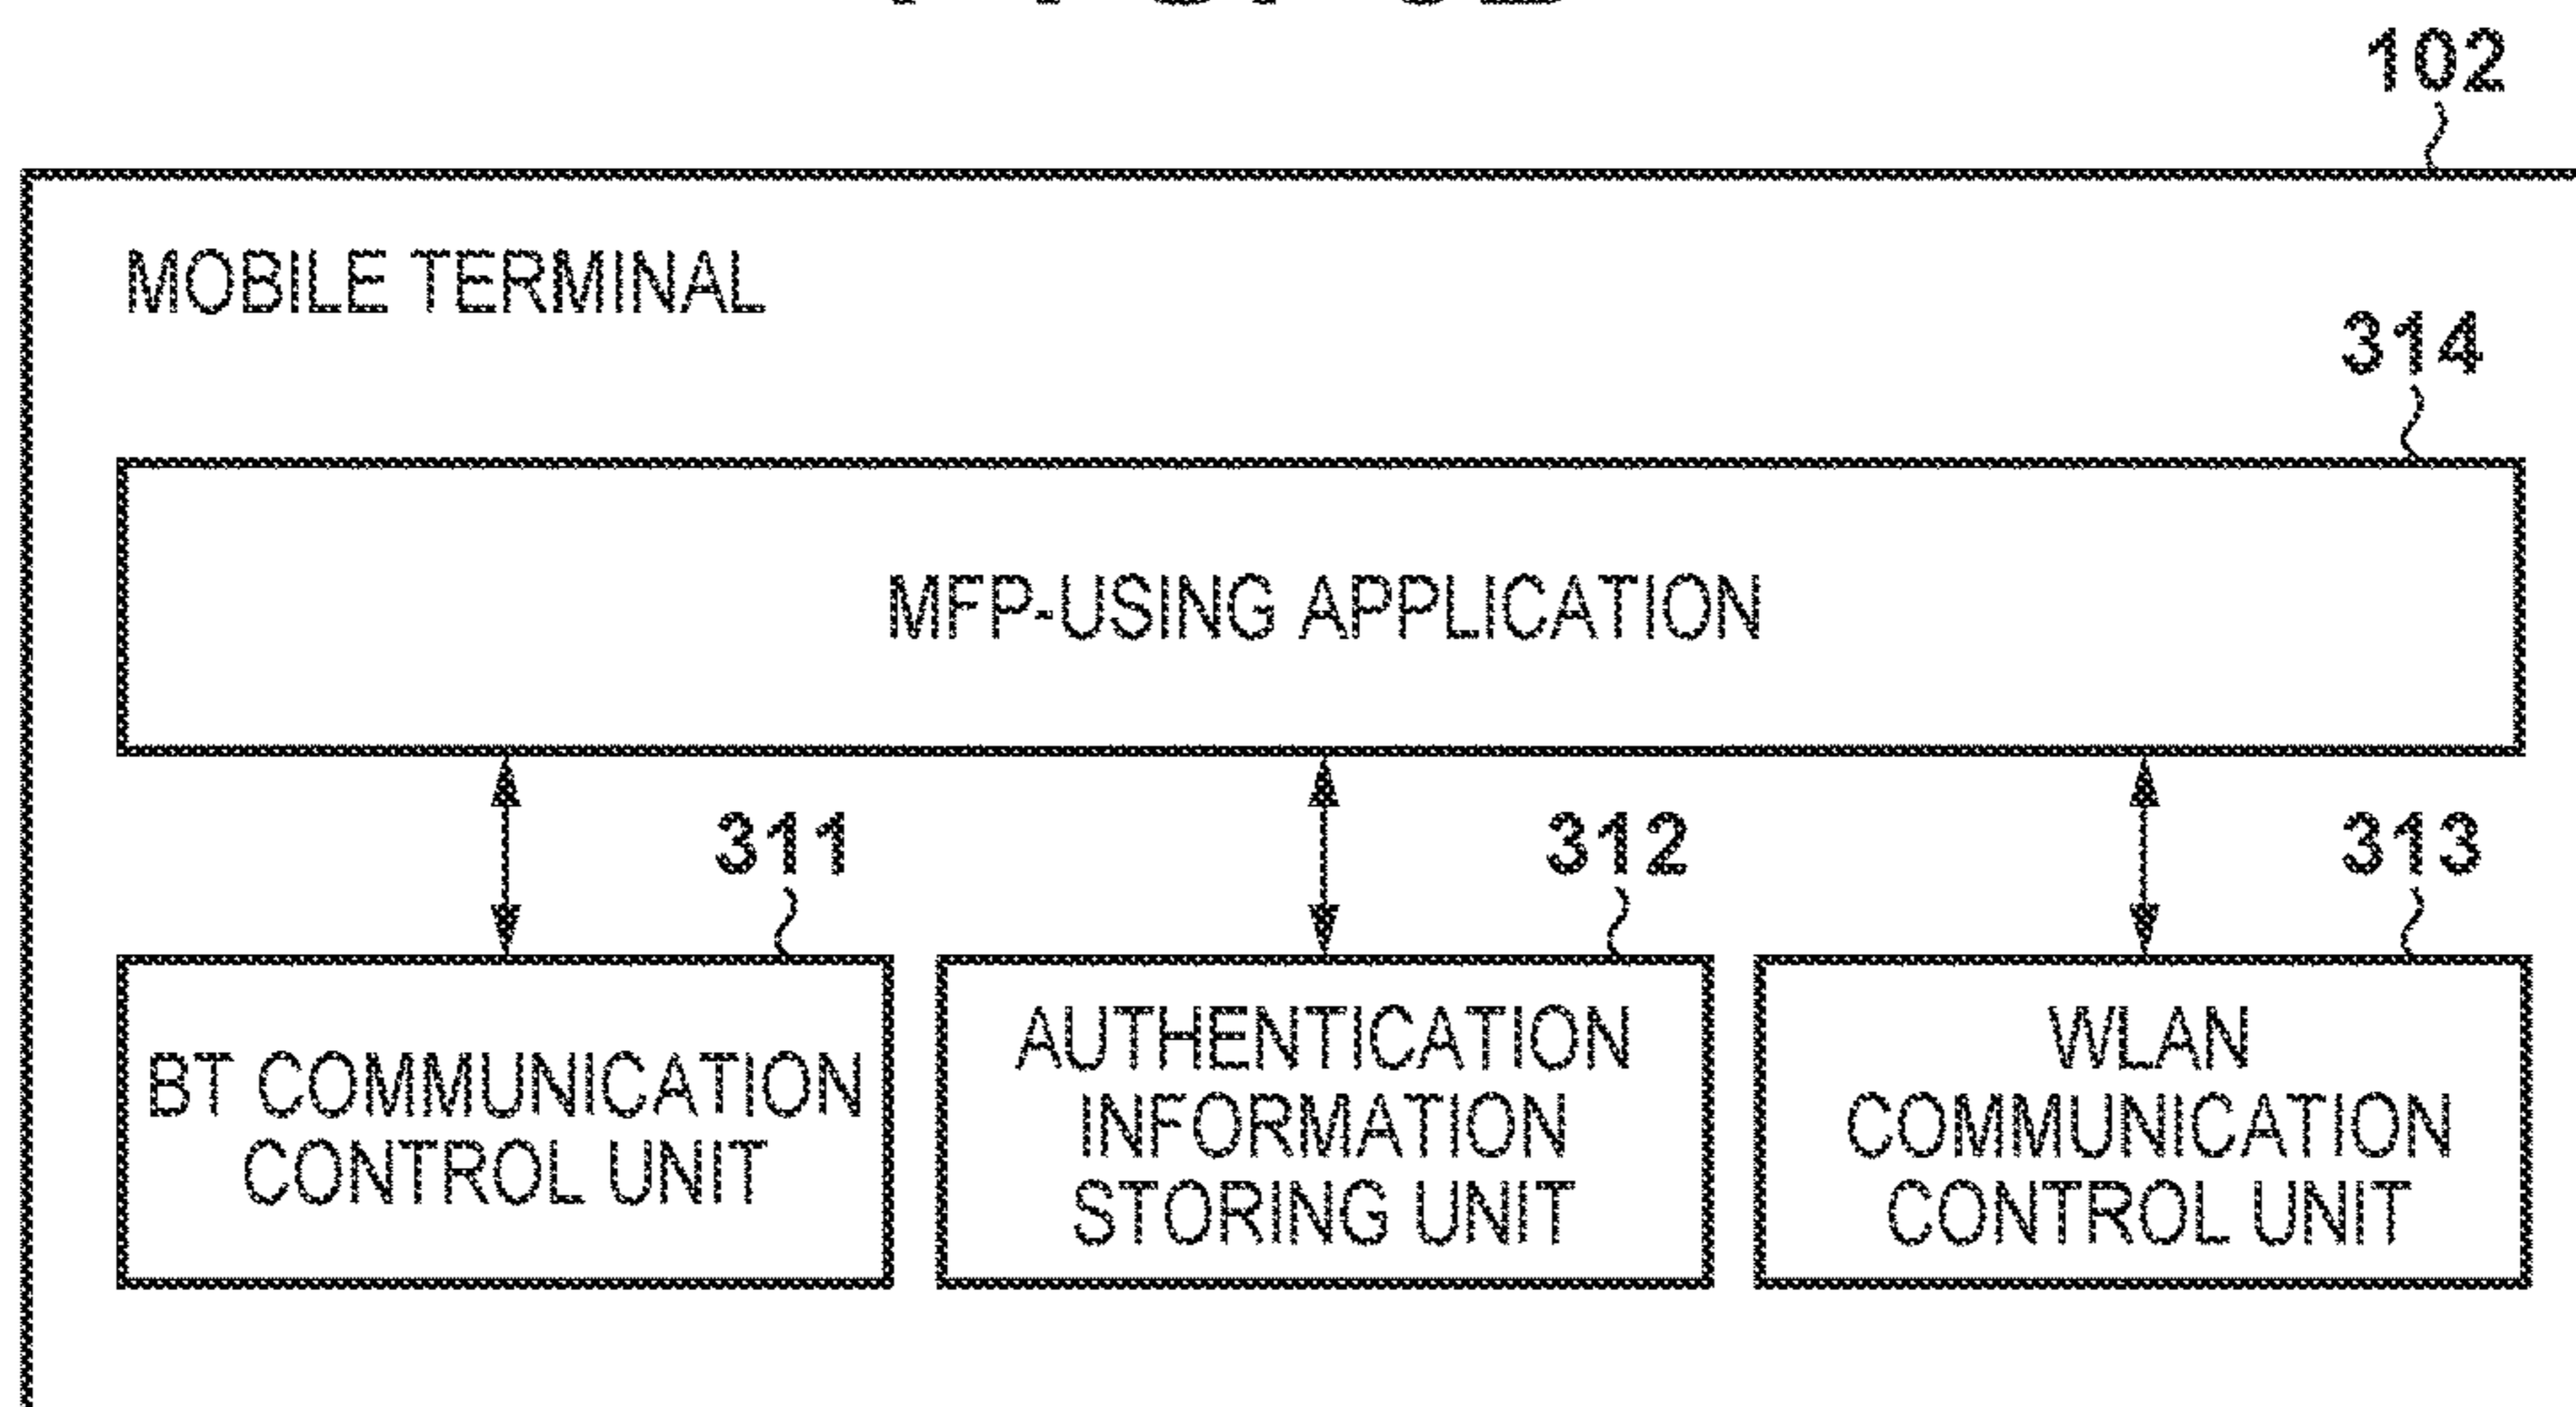 102
MOBILE TERMINAL
314
MFP-USING APPLICATION
311
312
313
BT COMMUNICATION
CONTROL UNIT
AUTHENTICATION
INFORMATION
STORING UNIT
WLAN
COMMUNICATION
CONTROL UNIT